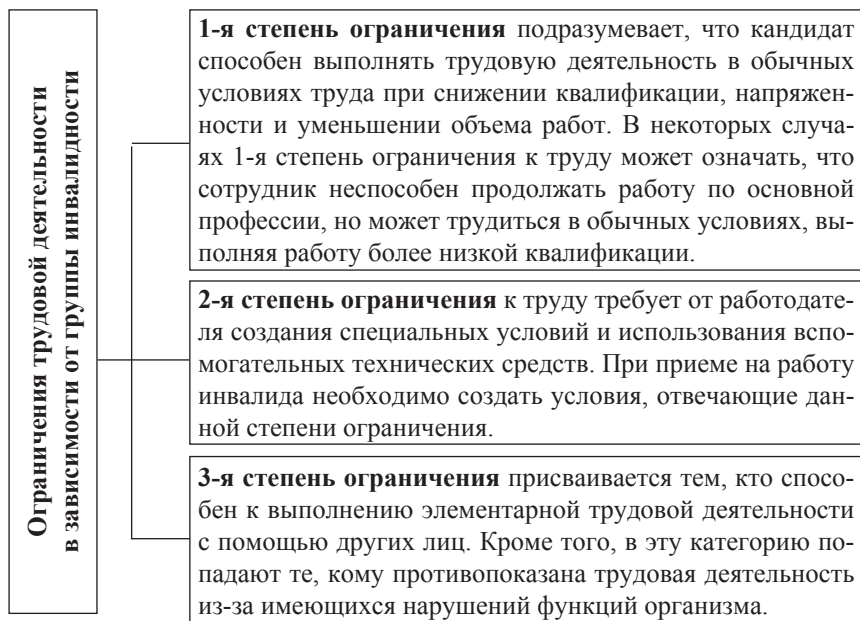 Ограничения трудовой деятельности
в зависимости от группы инвалидности
1-я степень ограничения подразумевает, что кандидат
способен выполнять трудовую деятельность в обычных
условиях труда при снижении квалификации, напряжен-
ности и уменьшении объема работ. В некоторых случа-
ях 1-я степень ограничения к труду может означать, что
сотрудник неспособен продолжать работу по основной
профессии, но может трудиться в обычных условиях, вы-
полняя работу более низкой квалификации.
2-я степень ограничения к труду требует от работодате-
ля создания специальных условий и использования вспо-
могательных технических средств. При приеме на работу
инвалида необходимо создать условия, отвечающие дан-
ной степени ограничения.
3-я степень ограничения присваивается тем, кто спосо-
бен к выполнению элементарной трудовой деятельности
с помощью других лиц. Кроме того, в эту категорию по-
падают те, кому противопоказана трудовая деятельность
из-за имеющихся нарушений функций организма.